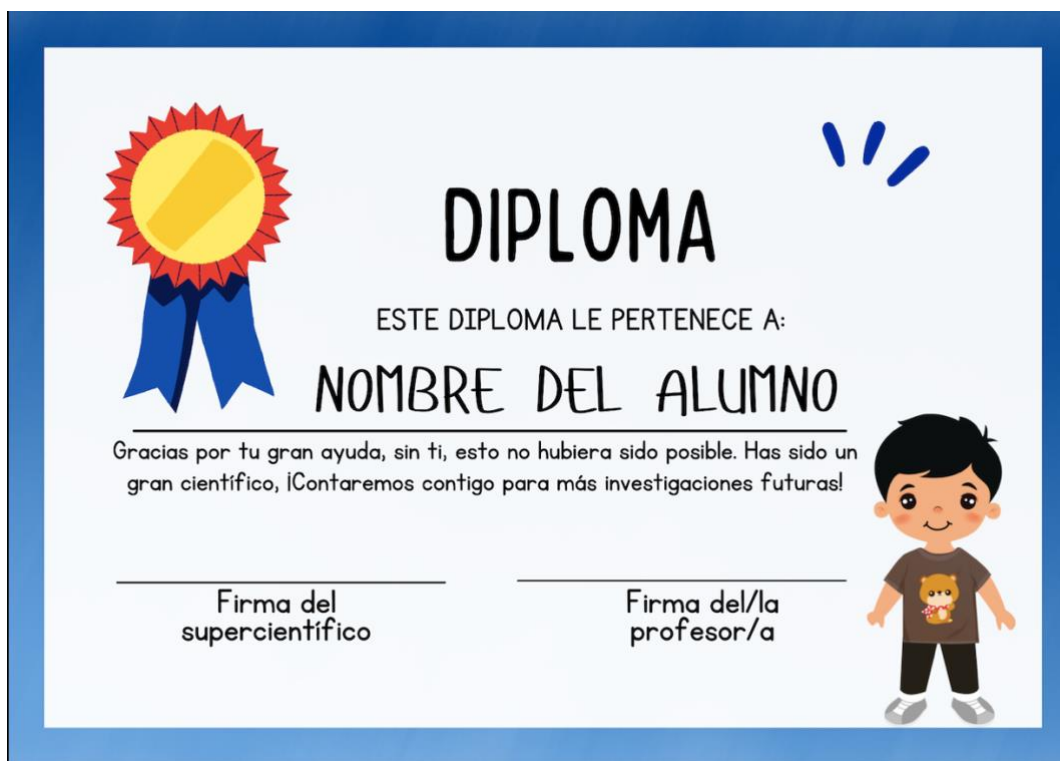 DIPLOMA
ESTE DIPLOMA LE PERTENECE A:
NOMBRE DEL ALUMNO
Gracias por tu gran ayuda, sin ti, esto no hubiera sido posible. Has sido un
gran científico, ¡Contaremos contigo para más investigaciones futuras!
Firma del
supercientífico
Firma del/la
profesor/a